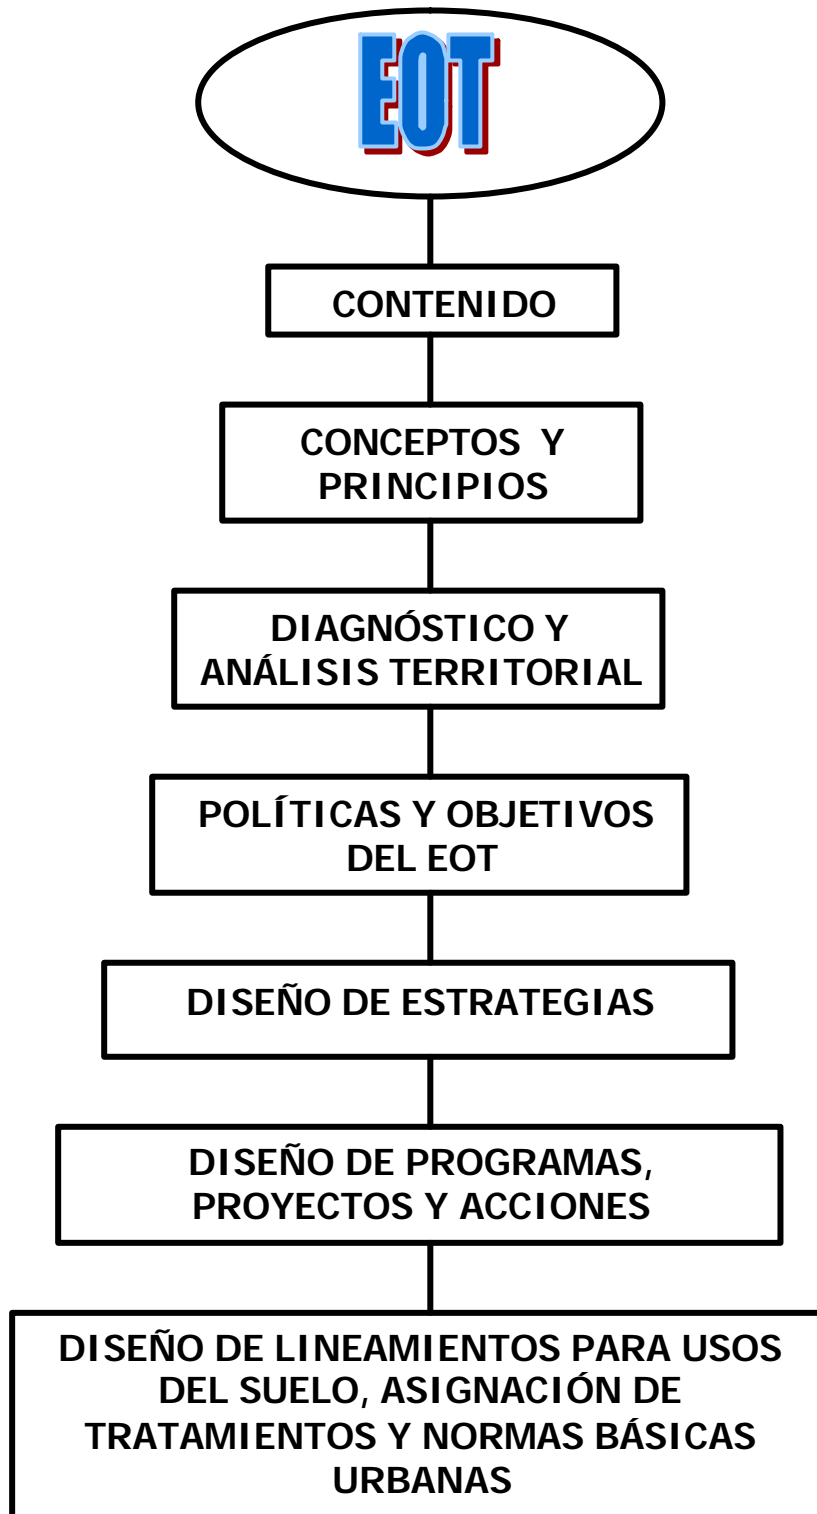 EOT
CONTENIDO
CONCEPTOS Y
PRINCIPIOS
DIAGNÓSTICO Y
ANÁLISIS TERRITORIAL
POLÍTICAS Y OBJETIVOS
DEL EOT
DISEÑO DE ESTRATEGIAS
DISEÑO DE PROGRAMAS,
PROYECTOS Y ACCIONES
DISEÑO DE LINEAMIENTOS PARA USOS
DEL SUELO, ASIGNACIÓN DE
TRATAMIENTOS Y NORMAS BÁSICAS
URBANAS